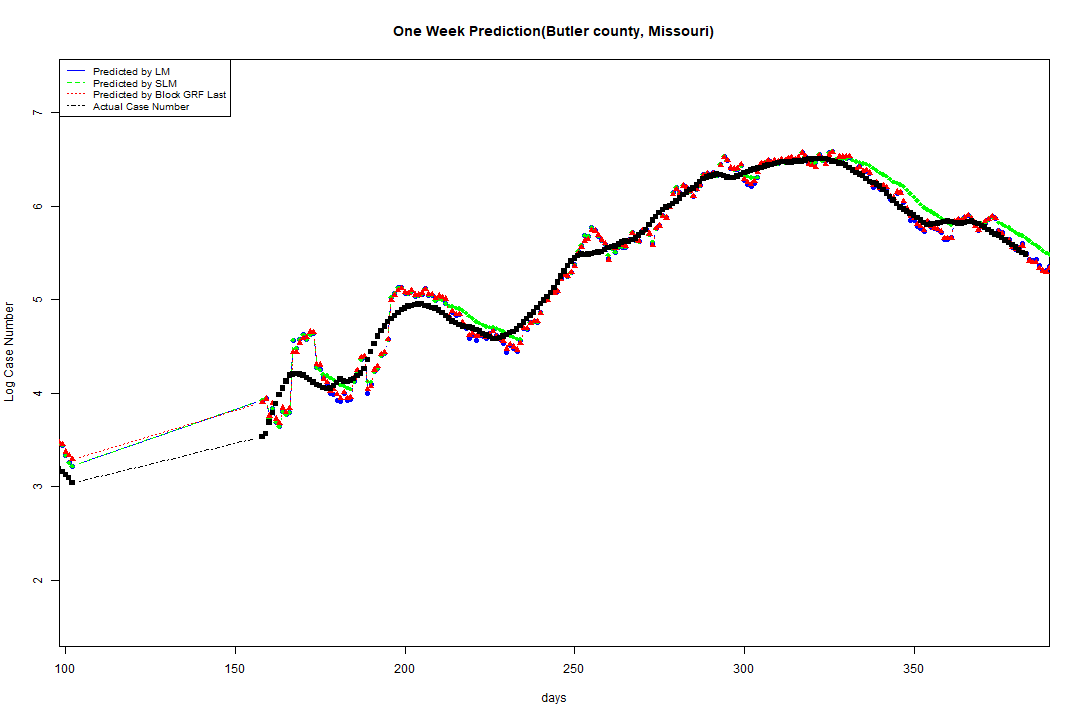 One Week Prediction(Butler county, Missouri)
Predicted by LM
Predicted by SLM
Predicted by Block GRF Last
Actual Case Number
7
6
5
4
3
2
Log Case Number
100 150 200 250 300 350
days